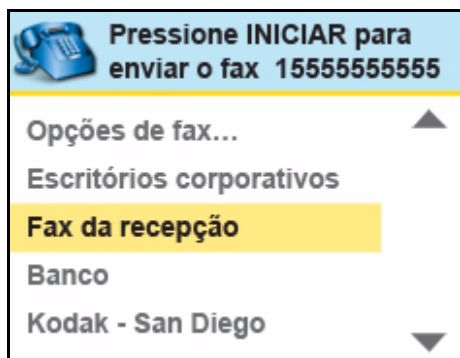 Pressione INICIAR para
enviar o fax 15555555555
Opções de fax...
Escritórios corporativos
Fax da recepção
Banco
Kodak - San Diego